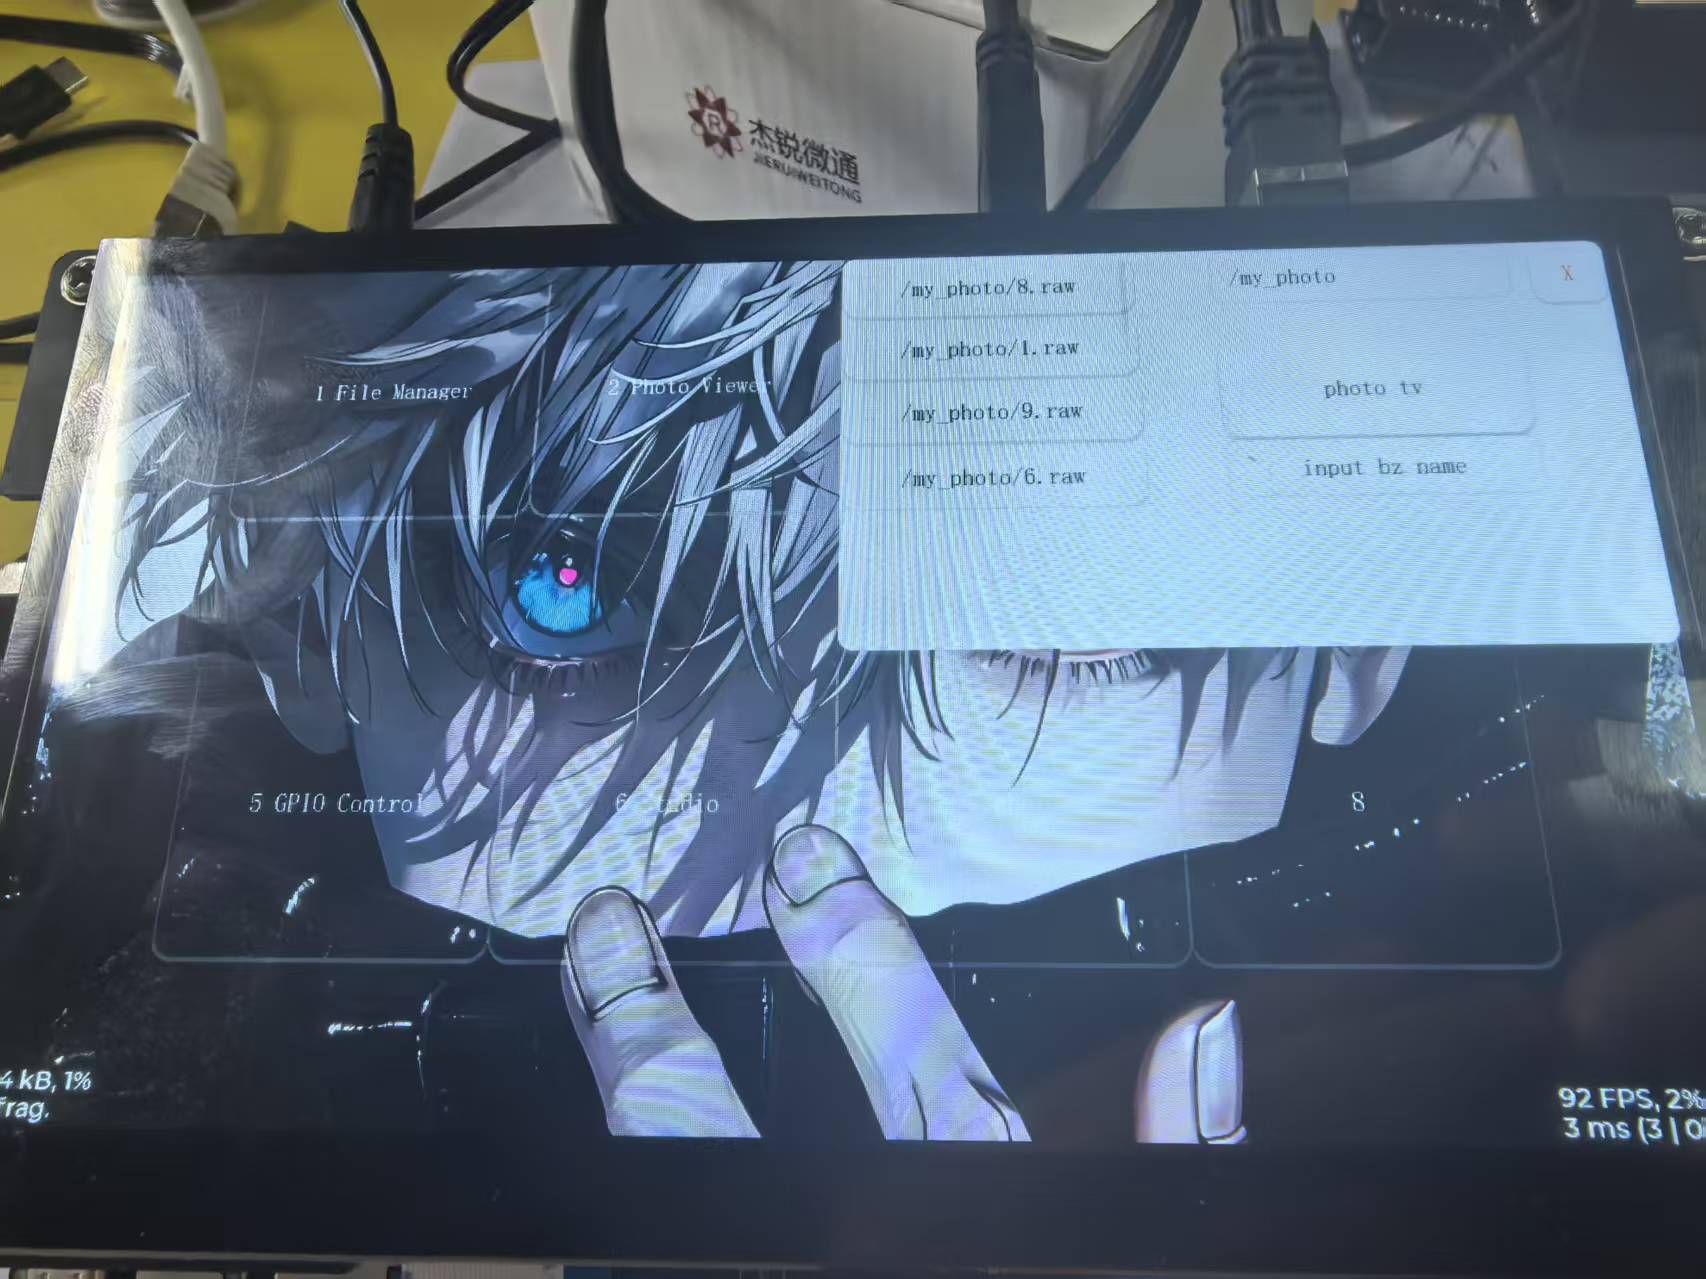 R
杰锐微通
JIERUIWEITONG
/my_photo/8.raw
/my_photo/1.raw
/my_photo/9.raw
/my_photo/6.raw
/my_photo
X
photo tv
input bz name
1 File Manager
2 Photo Viewer
5 GPIO Control
6
8
4 kB, 1%
frag.
92 FPS, 2%
3 ms (3 |